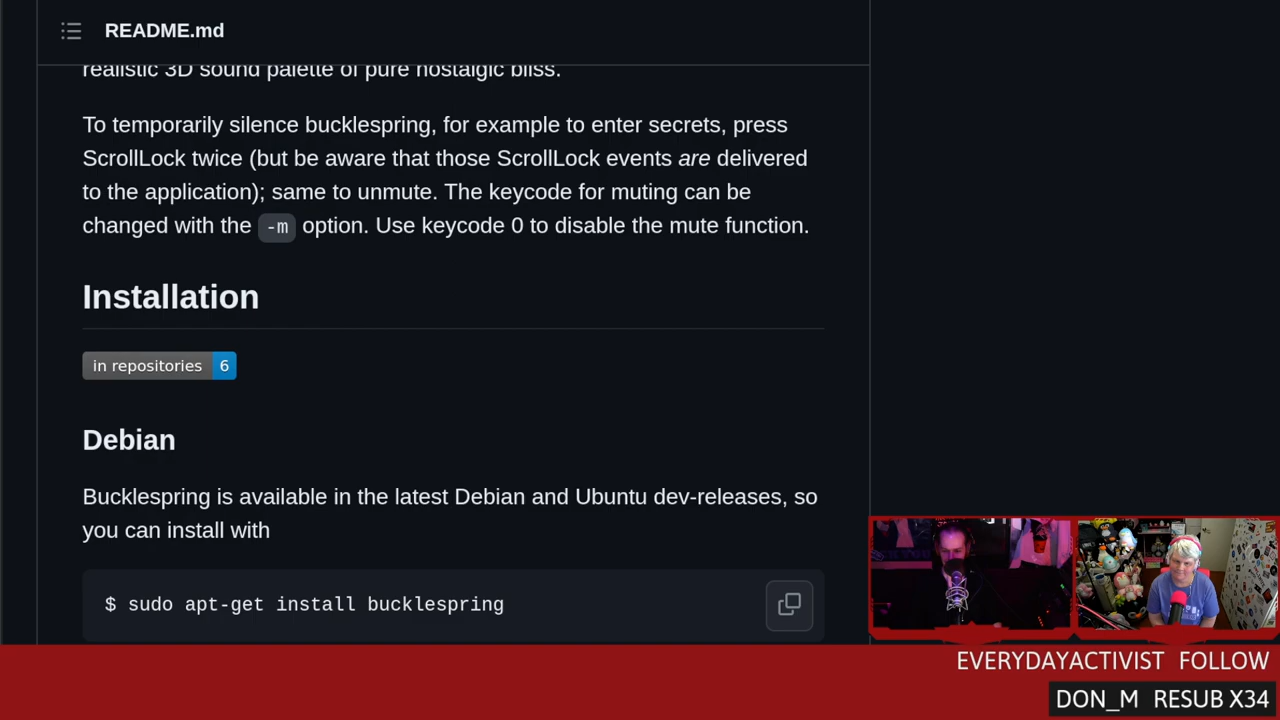 README.md
realistic 3D sound palette of pure nostalgic bliss.
To temporarily silence bucklespring, for example to enter secrets, press
ScrollLock twice (but be aware that those ScrollLock events are delivered
to the application); same to unmute. The keycode for muting can be
changed with the -m option. Use keycode 0 to disable the mute function.
Installation
in repositories 6
Debian
Bucklespring is available in the latest Debian and Ubuntu dev-releases, so
you can install with
$ sudo apt-get install bucklespring
EVERYDAYACTIVIST FOLLOW
DON_M RESUB X34